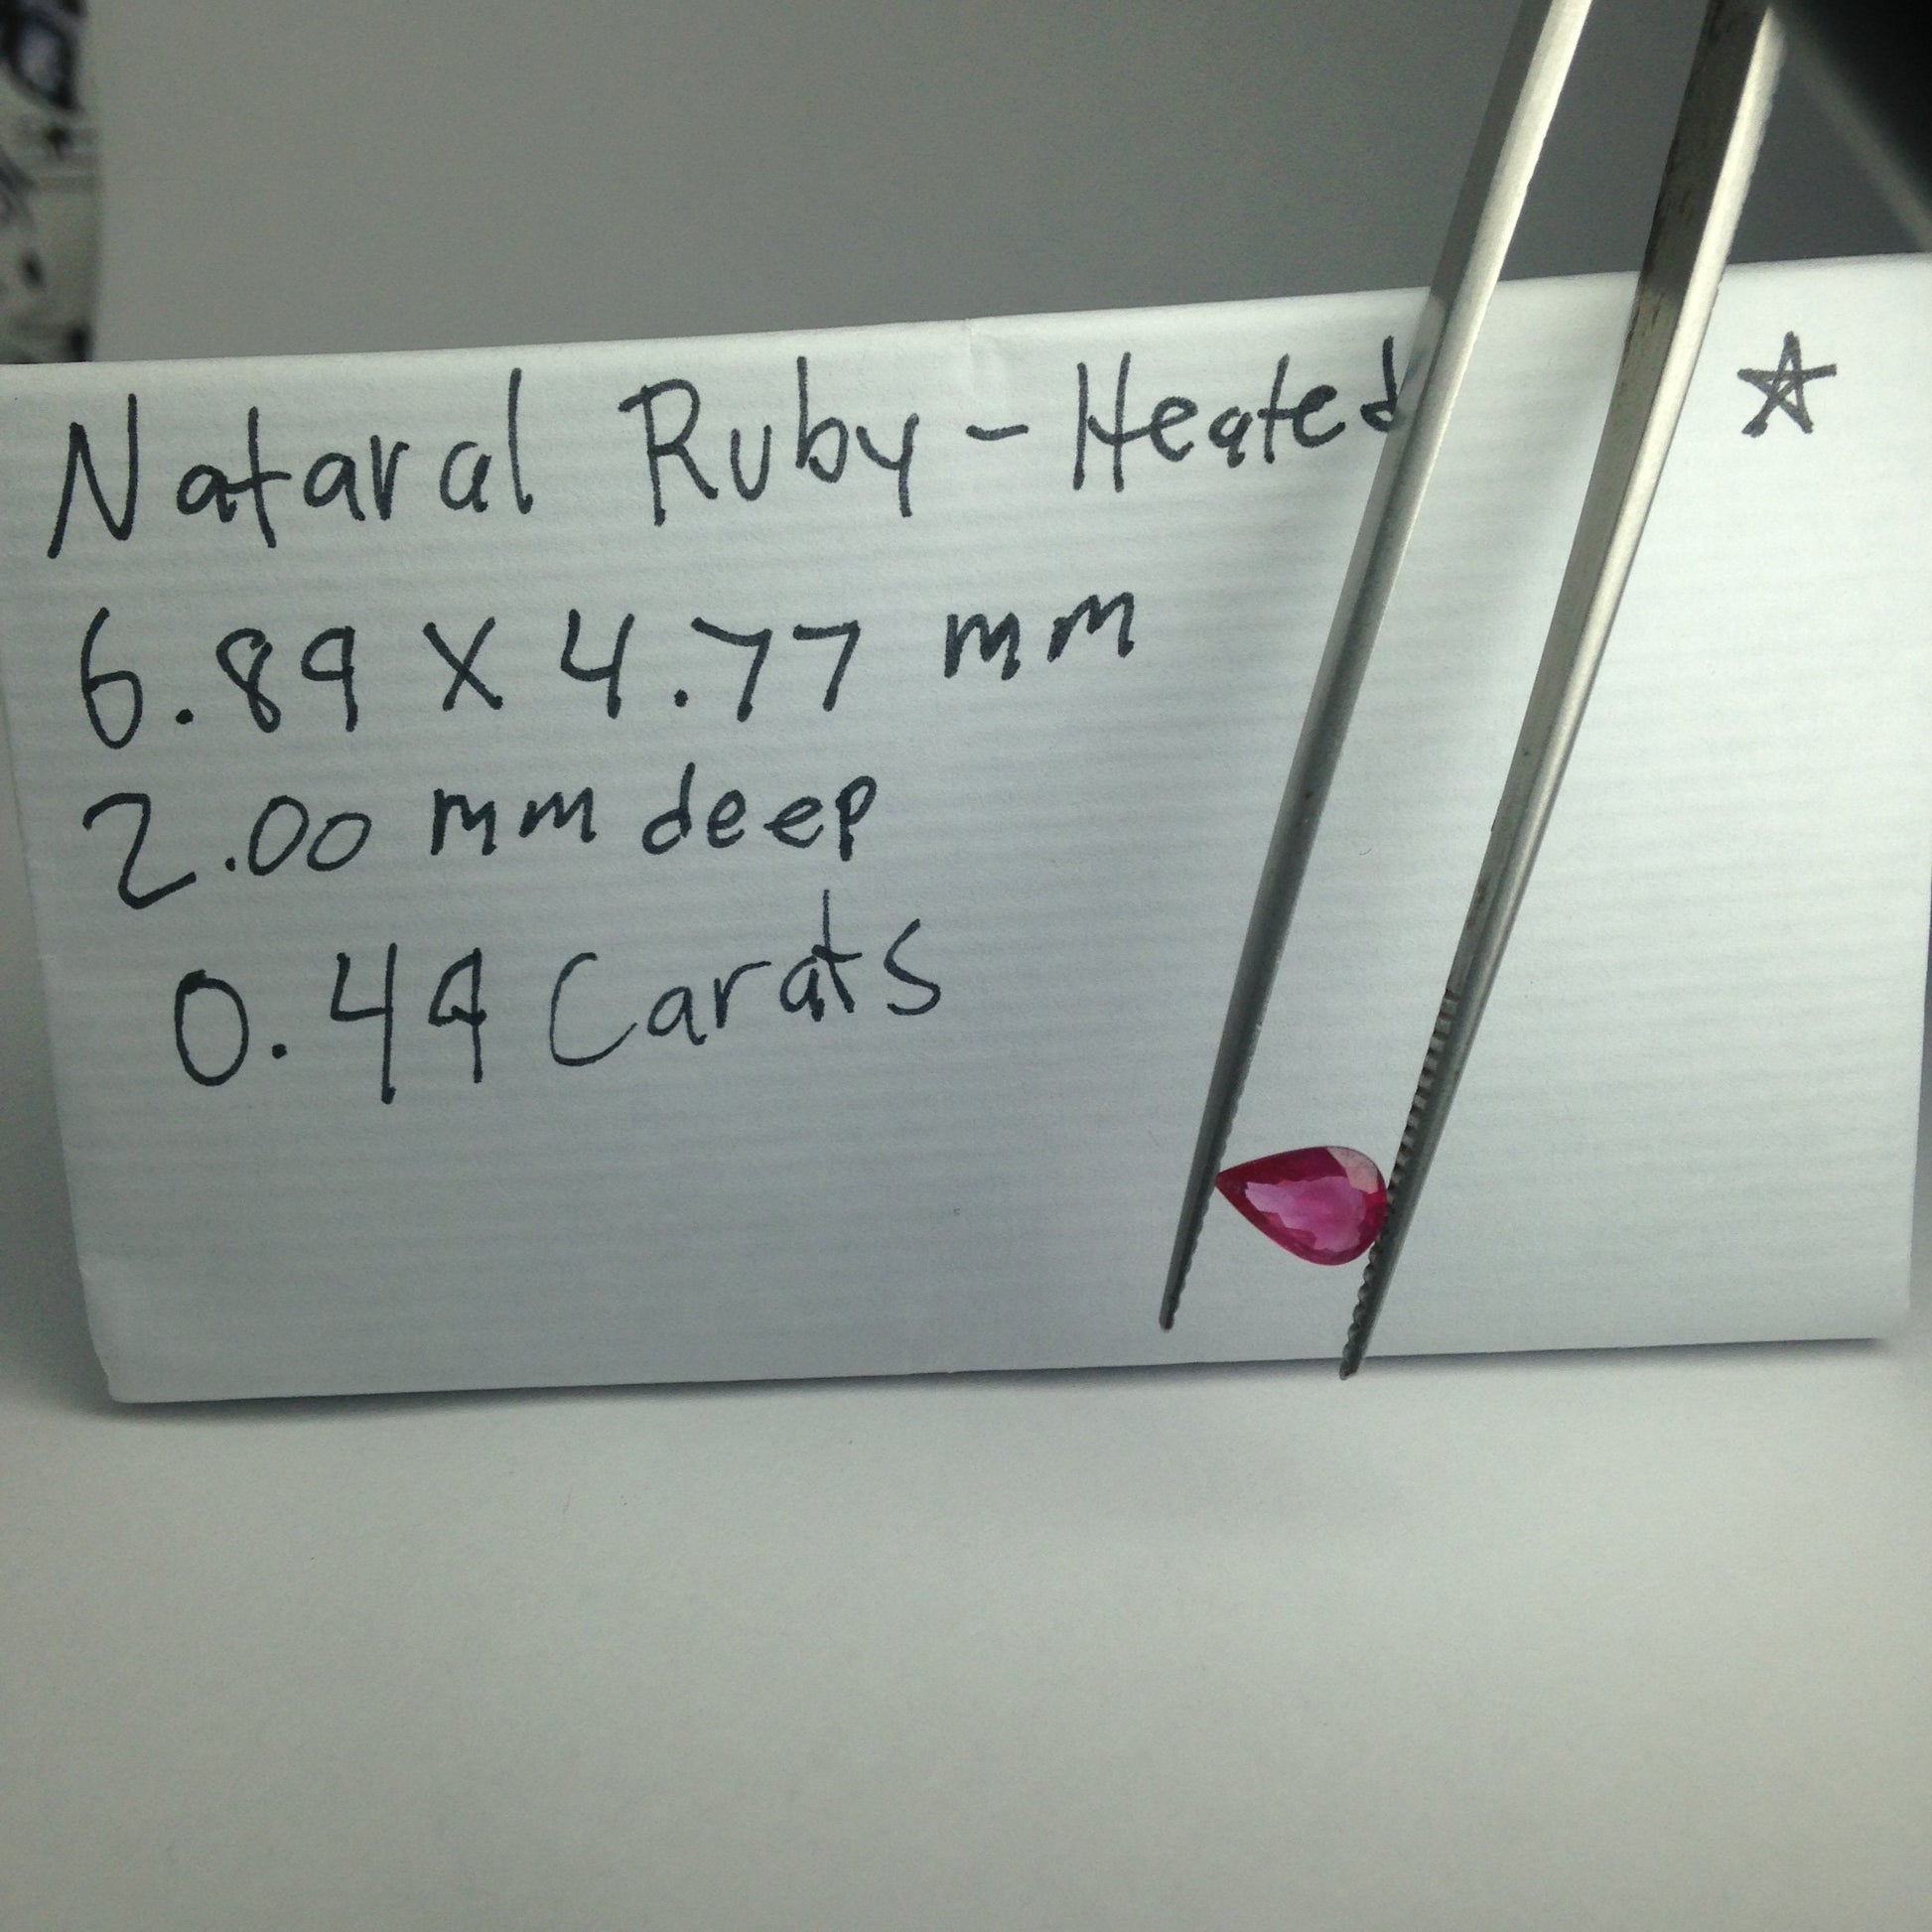 Nataral Ruby - Heated
6.89 X 4.77 mm
2.00 mm deep
0.44 Carats